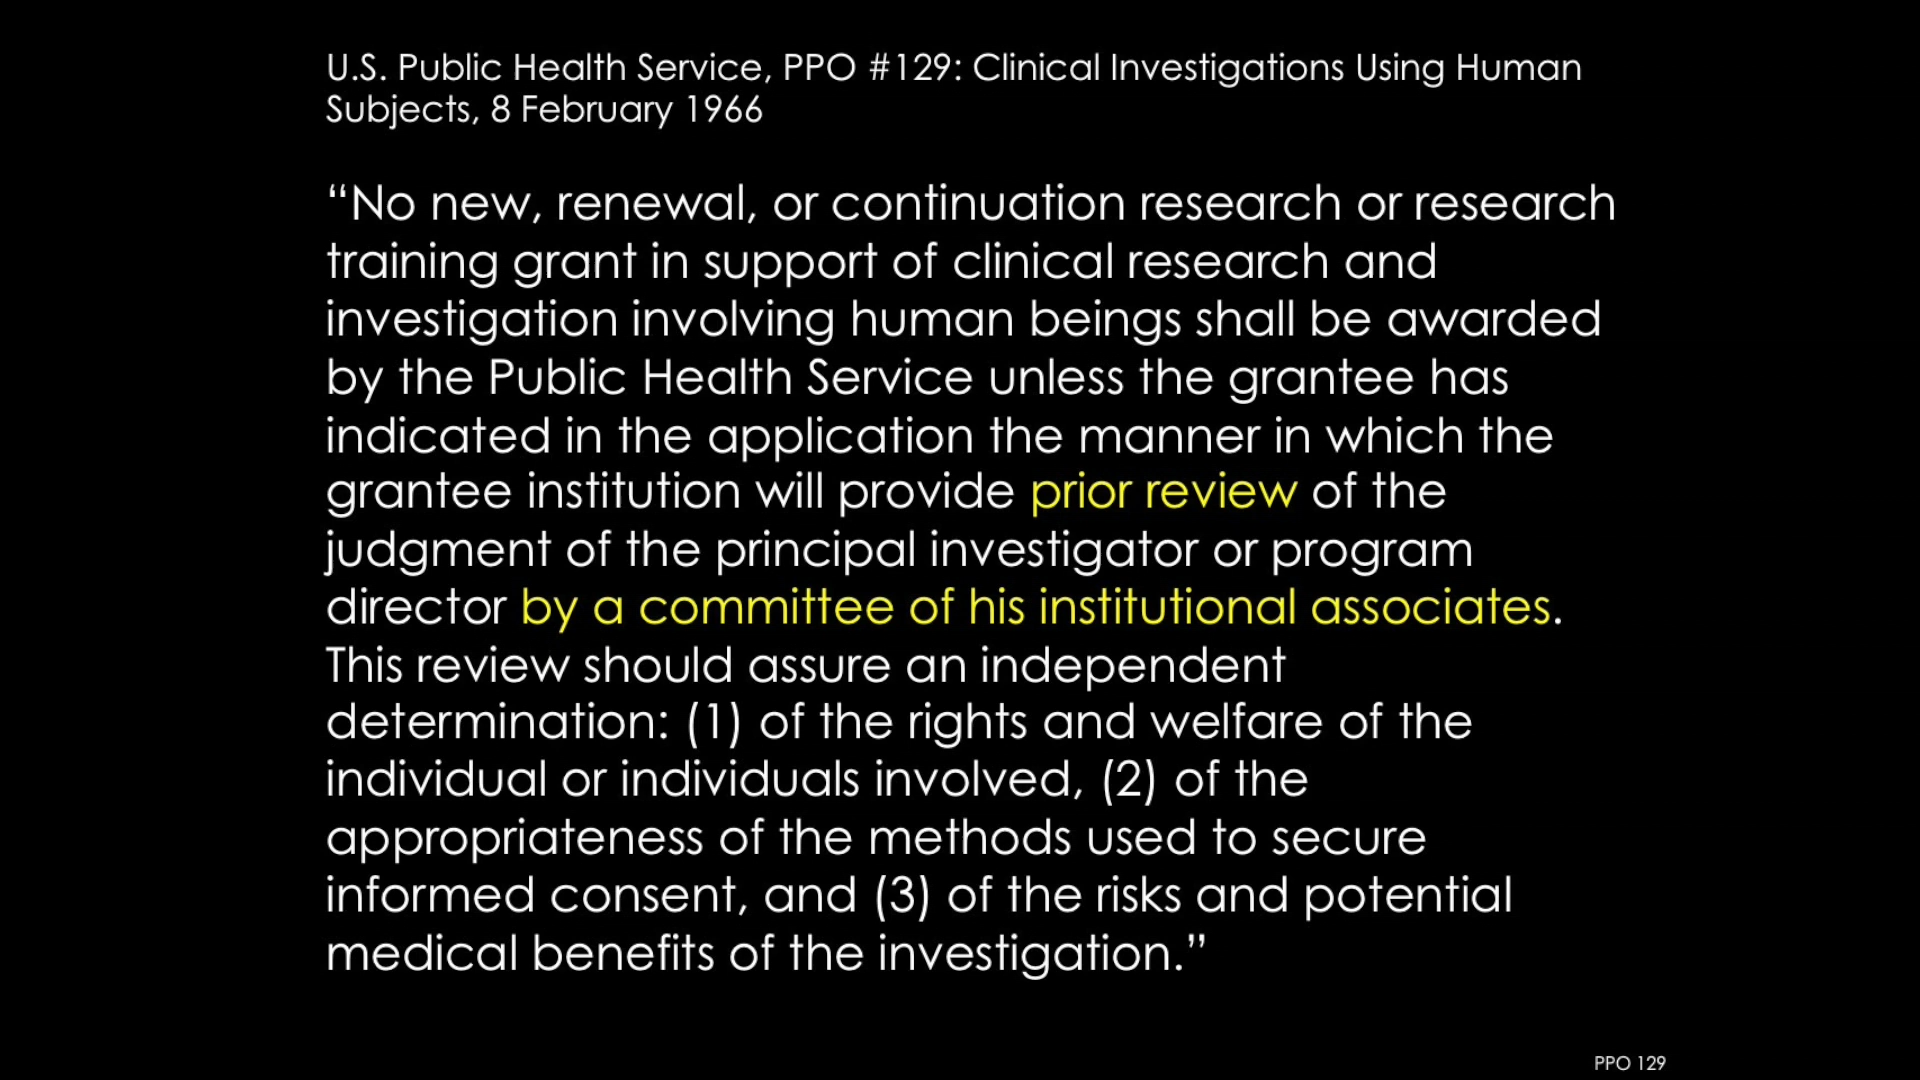 U.S. Public Health Service, PPO #129: Clinical Investigations Using Human
Subjects, 8 February 1966
“No new, renewal, or continuation research or research
training grant in support of clinical research and
investigation involving human beings shall be awarded
by the Public Health Service unless the grantee has
indicated in the application the manner in which the
grantee institution will provide prior review of the
judgment of the principal investigator or program
director by a committee of his institutional associates.
This review should assure an independent
determination: (1) of the rights and welfare of the
individual or individuals involved, (2) of the
appropriateness of the methods used to secure
informed consent, and (3) of the risks and potential
medical benefits of the investigation.”
PPO 129